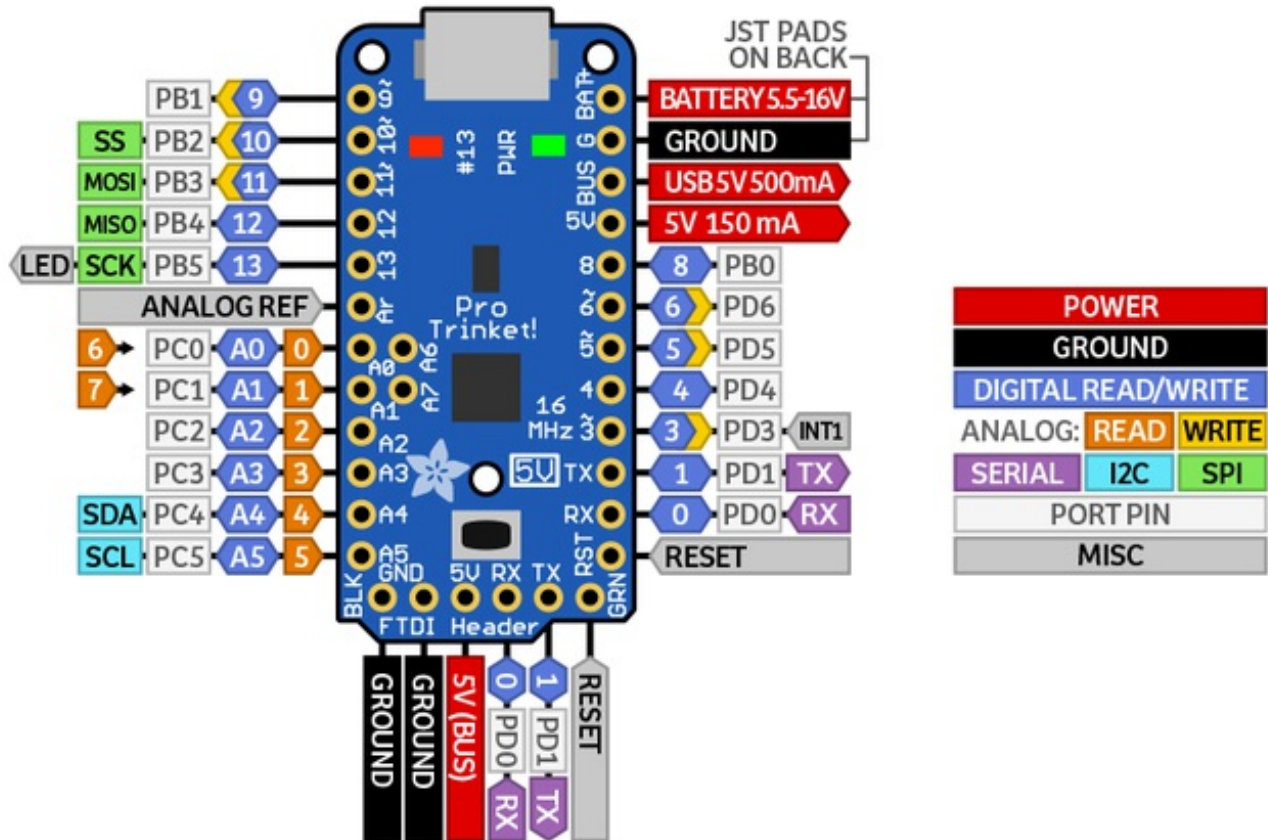 JST PADS
ON BACK
PB1 9 9~ BAT+ BATTERY 5.5-16V
SS PB2 10 10~ #13 PWR G GROUND
MOSI PB3 11 11~ BUS USB 5V 500mA
MISO PB4 12 12 5V 5V 150 mA
LED SCK PB5 13 13 8 8 PB0
ANALOG REF Ar Pro 6~ 6 PD6
Trinket!
6 PC0 A0 0 A0 A6 5~ 5 PD5
7 PC1 A1 1 A1 A7 4 4 PD4
PC2 A2 2 A2 16 MHz 3~ 3 PD3 INT1
PC3 A3 3 A3 5V TX 1 PD1 TX
SDA PC4 A4 4 A4 RX 0 PD0 RX
SCL PC5 A5 5 A5 RST RESET
BLK GND 5V RX TX GRN
FTDI Header
GROUND
GROUND
5V (BUS)
0 PD0 RX
1 PD1 TX
RESET
POWER
GROUND
DIGITAL READ/WRITE
ANALOG: READ WRITE
SERIAL I2C SPI
PORT PIN
MISC